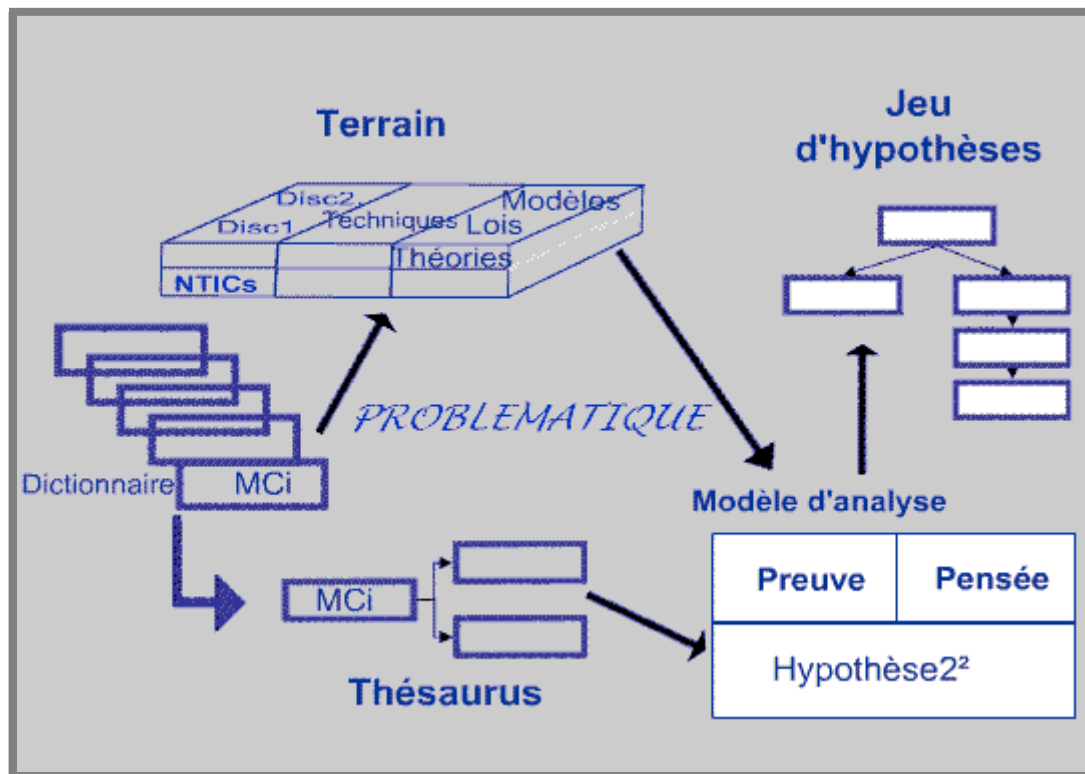 Terrain
Jeu
d'hypothèses
Disc2
Modèles
Disc1
Techniques
Lois
Théories
NTICs
PROBLEMATIQUE
Dictionnaire
MCi
Modèle d'analyse
MCi
Preuve
Pensée
Hypothèse2²
Thésaurus